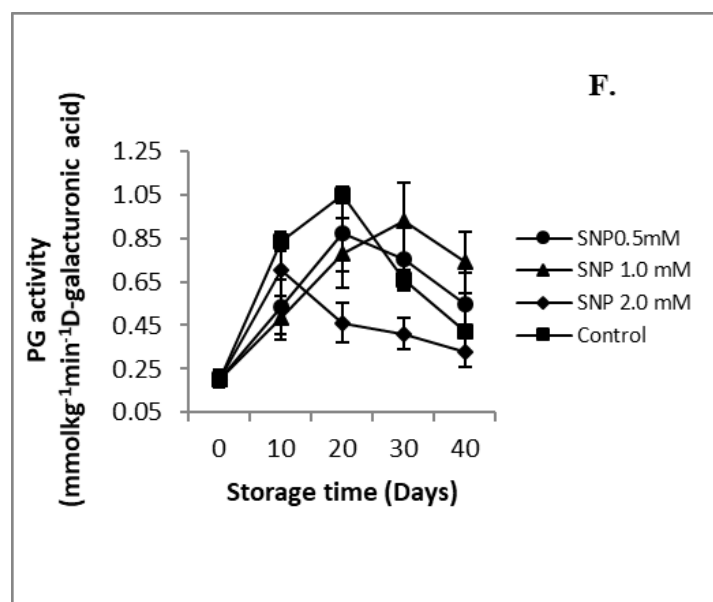 F.
PG activity
(mmolkg⁻¹min⁻¹D-galacturonic acid)
1.25
1.05
0.85
0.65
0.45
0.25
0.05
0 10 20 30 40
Storage time (Days)
SNP0.5mM
SNP 1.0 mM
SNP 2.0 mM
Control